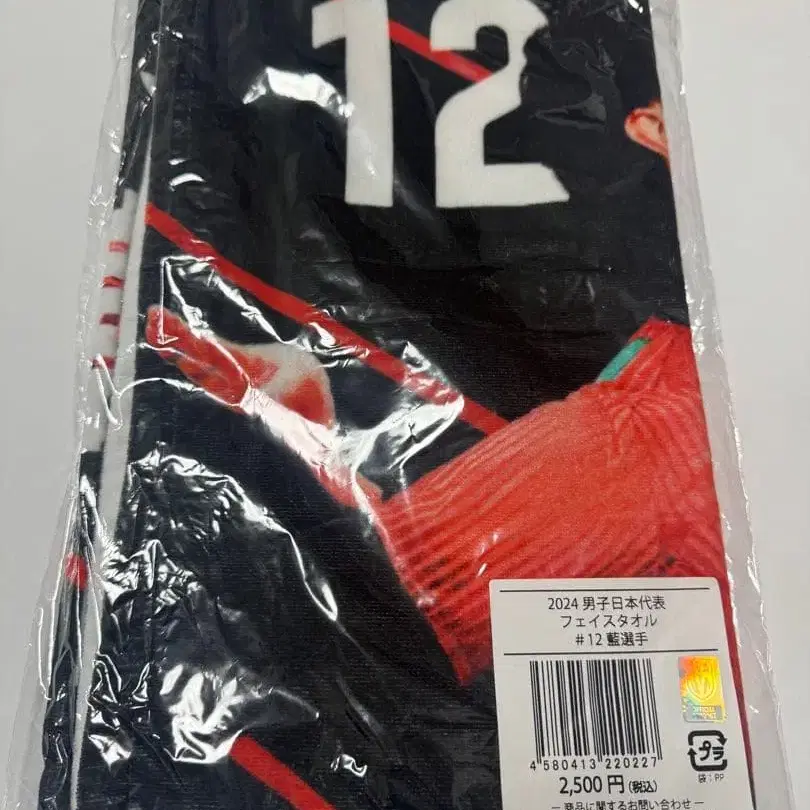 12
2024 男子日本代表
フェイスタオル
#12 藍選手
4 580413 220227
プラ
袋:PP
2,500円(税込)
― 商品に関するお問い合わせ ―